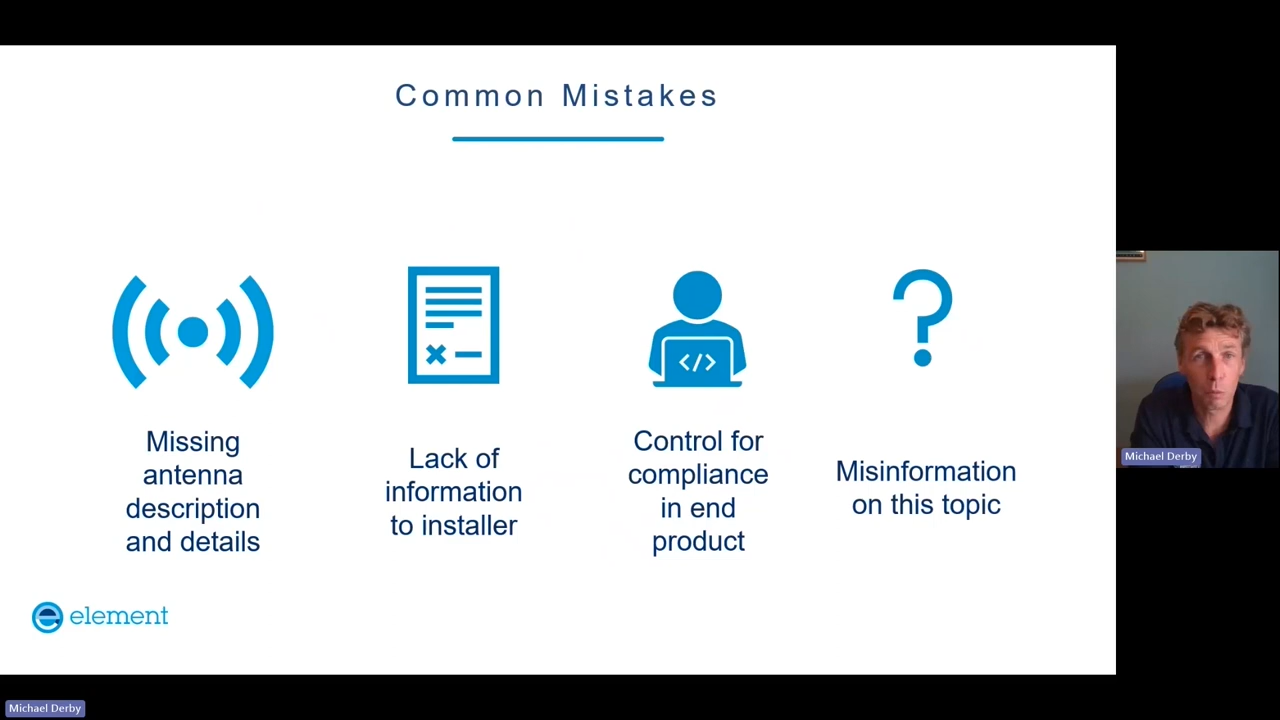 Common Mistakes
Missing
antenna
description
and details
Lack of
information
to installer
</>
Control for
compliance
in end
product
Misinformation
on this topic
e element
Michael Derby
Michael Derby